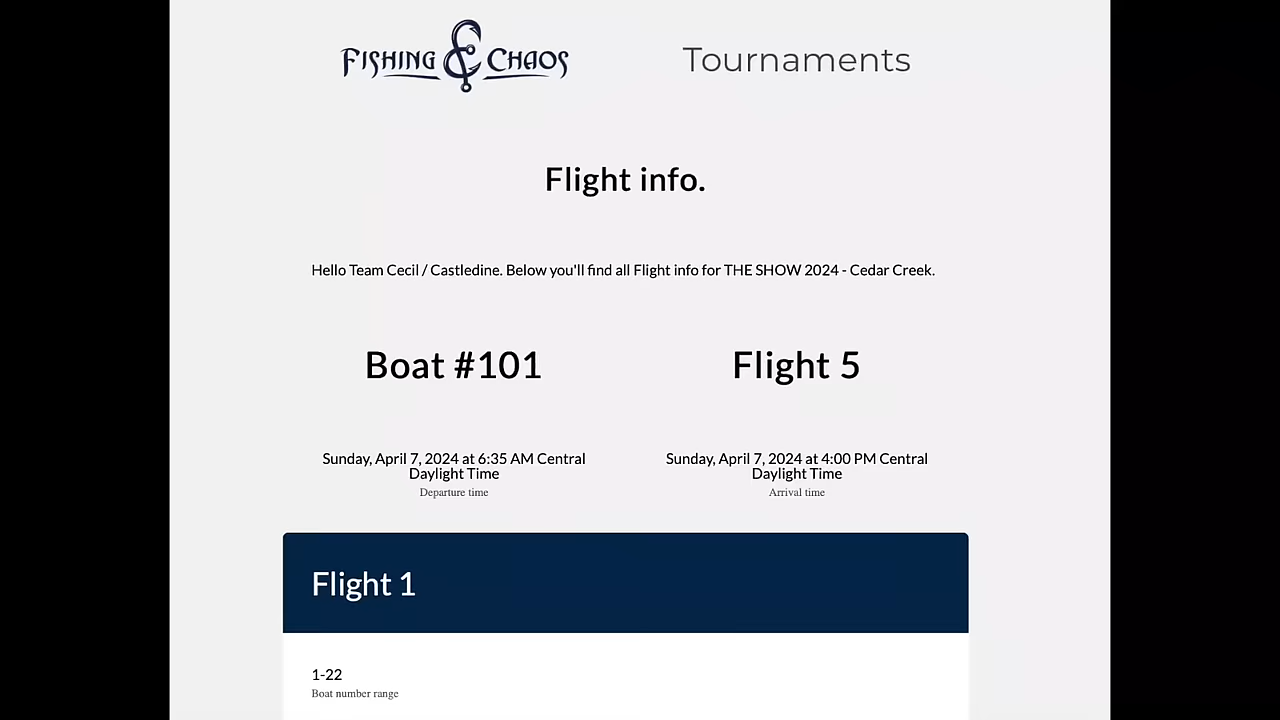 FISHING & CHAOS
Tournaments
Flight info.
Hello Team Cecil / Castledine. Below you'll find all Flight info for THE SHOW 2024 - Cedar Creek.
Boat #101
Flight 5
Sunday, April 7, 2024 at 6:35 AM Central
Daylight Time
Departure time
Sunday, April 7, 2024 at 4:00 PM Central
Daylight Time
Arrival time
Flight 1
1-22
Boat number range